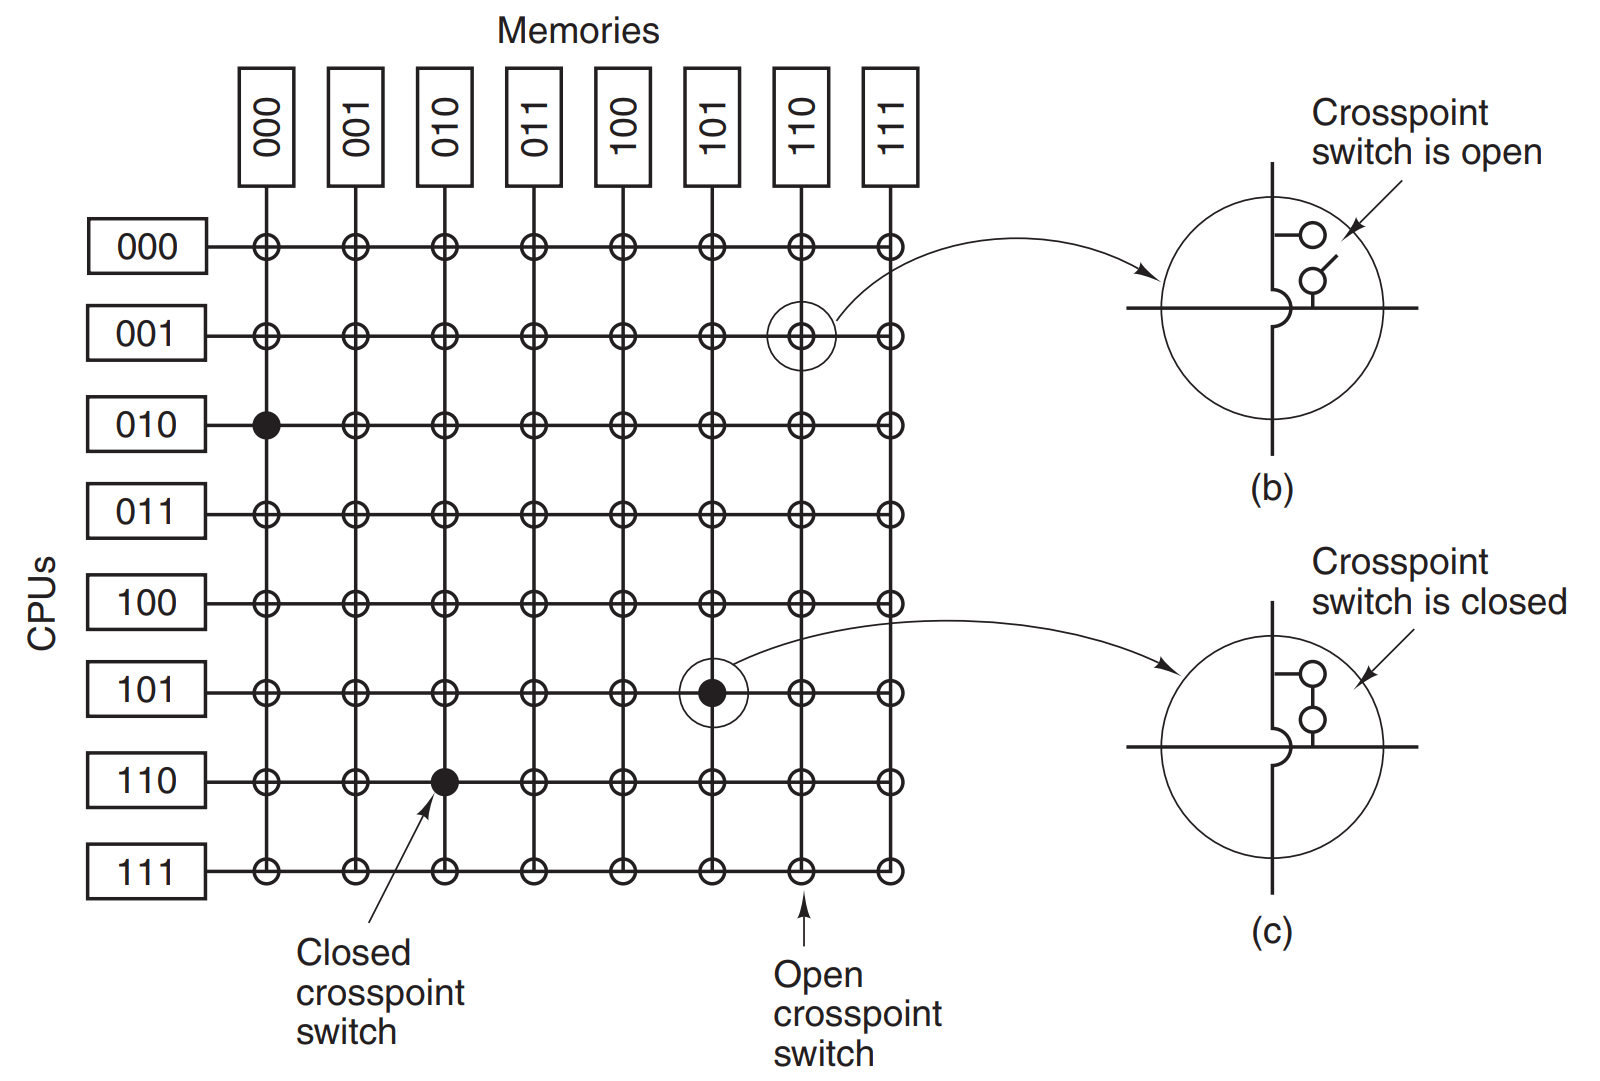 Memories
000
001
010
011
100
101
110
111
CPUs
000
001
010
011
100
101
110
111
Crosspoint
switch is open
(b)
Crosspoint
switch is closed
(c)
Closed
crosspoint
switch
Open
crosspoint
switch